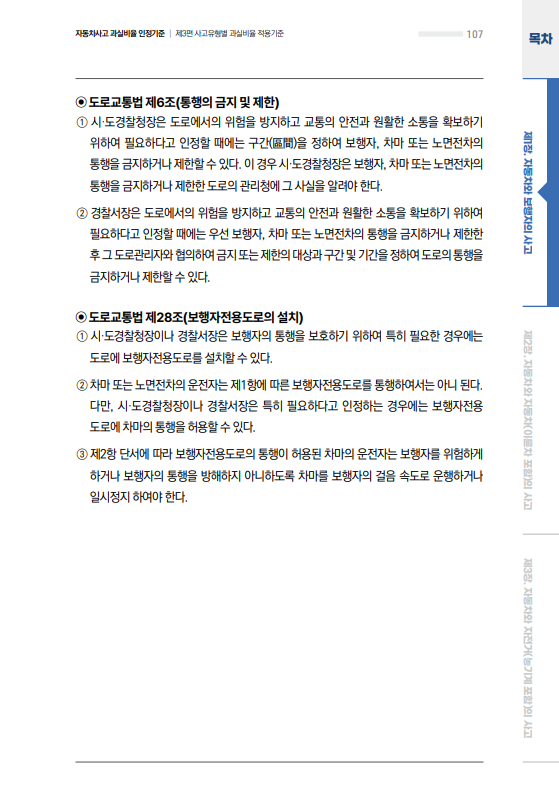 자동차사고 과실비율 인정기준 | 제3편 사고유형별 과실비율 적용기준
107
목차
◉ 도로교통법 제6조(통행의 금지 및 제한)
① 시·도경찰청장은 도로에서의 위험을 방지하고 교통의 안전과 원활한 소통을 확보하기
위하여 필요하다고 인정할 때에는 구간(區間)을 정하여 보행자, 차마 또는 노면전차의
통행을 금지하거나 제한할 수 있다. 이 경우 시·도경찰청장은 보행자, 차마 또는 노면전차의
통행을 금지하거나 제한한 도로의 관리청에 그 사실을 알려야 한다.
② 경찰서장은 도로에서의 위험을 방지하고 교통의 안전과 원활한 소통을 확보하기 위하여
필요하다고 인정할 때에는 우선 보행자, 차마 또는 노면전차의 통행을 금지하거나 제한한
후 그 도로관리자와 협의하여 금지 또는 제한의 대상과 구간 및 기간을 정하여 도로의 통행을
금지하거나 제한할 수 있다.
◉ 도로교통법 제28조(보행자전용도로의 설치)
① 시·도경찰청장이나 경찰서장은 보행자의 통행을 보호하기 위하여 특히 필요한 경우에는
도로에 보행자전용도로를 설치할 수 있다.
② 차마 또는 노면전차의 운전자는 제1항에 따른 보행자전용도로를 통행하여서는 아니 된다.
다만, 시·도경찰청장이나 경찰서장은 특히 필요하다고 인정하는 경우에는 보행자전용
도로에 차마의 통행을 허용할 수 있다.
③ 제2항 단서에 따라 보행자전용도로의 통행이 허용된 차마의 운전자는 보행자를 위험하게
하거나 보행자의 통행을 방해하지 아니하도록 차마를 보행자의 걸음 속도로 운행하거나
일시정지 하여야 한다.
제1장. 자동차와 보행자의 사고
제2장. 자동차와 자동차(이륜차 포함)의 사고
제3장. 자동차와 자전거(농기계 포함)의 사고